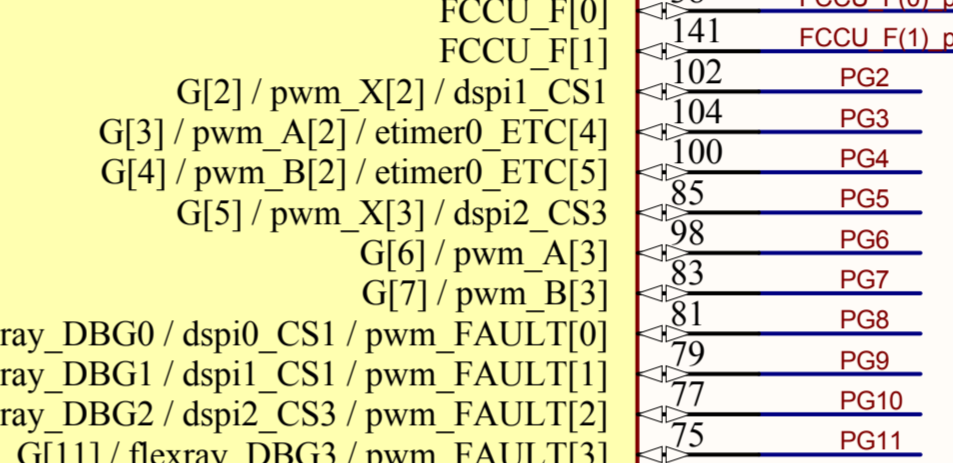 FCCU_F[0]
FCCU_F[1] 141 FCCU_F(1)_p
G[2] / pwm_X[2] / dspi1_CS1 102 PG2
G[3] / pwm_A[2] / etimer0_ETC[4] 104 PG3
G[4] / pwm_B[2] / etimer0_ETC[5] 100 PG4
G[5] / pwm_X[3] / dspi2_CS3 85 PG5
G[6] / pwm_A[3] 98 PG6
G[7] / pwm_B[3] 83 PG7
ray_DBG0 / dspi0_CS1 / pwm_FAULT[0] 81 PG8
ray_DBG1 / dspi1_CS1 / pwm_FAULT[1] 79 PG9
ray_DBG2 / dspi2_CS3 / pwm_FAULT[2] 77 PG10
G[11] / flexray_DBG3 / pwm_FAULT[3] 75 PG11